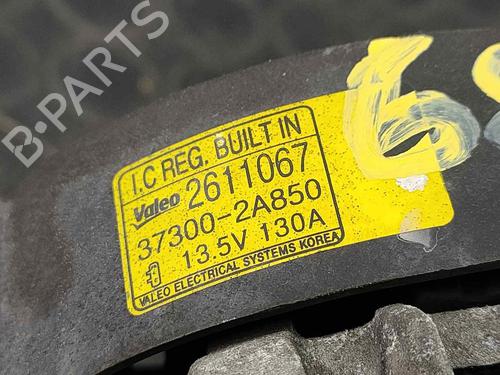 B-PARTS
I.C REG. BUILT IN
Valeo 2611067
37300-2A850
13.5V 130A
VALEO ELECTRICAL SYSTEMS KOREA